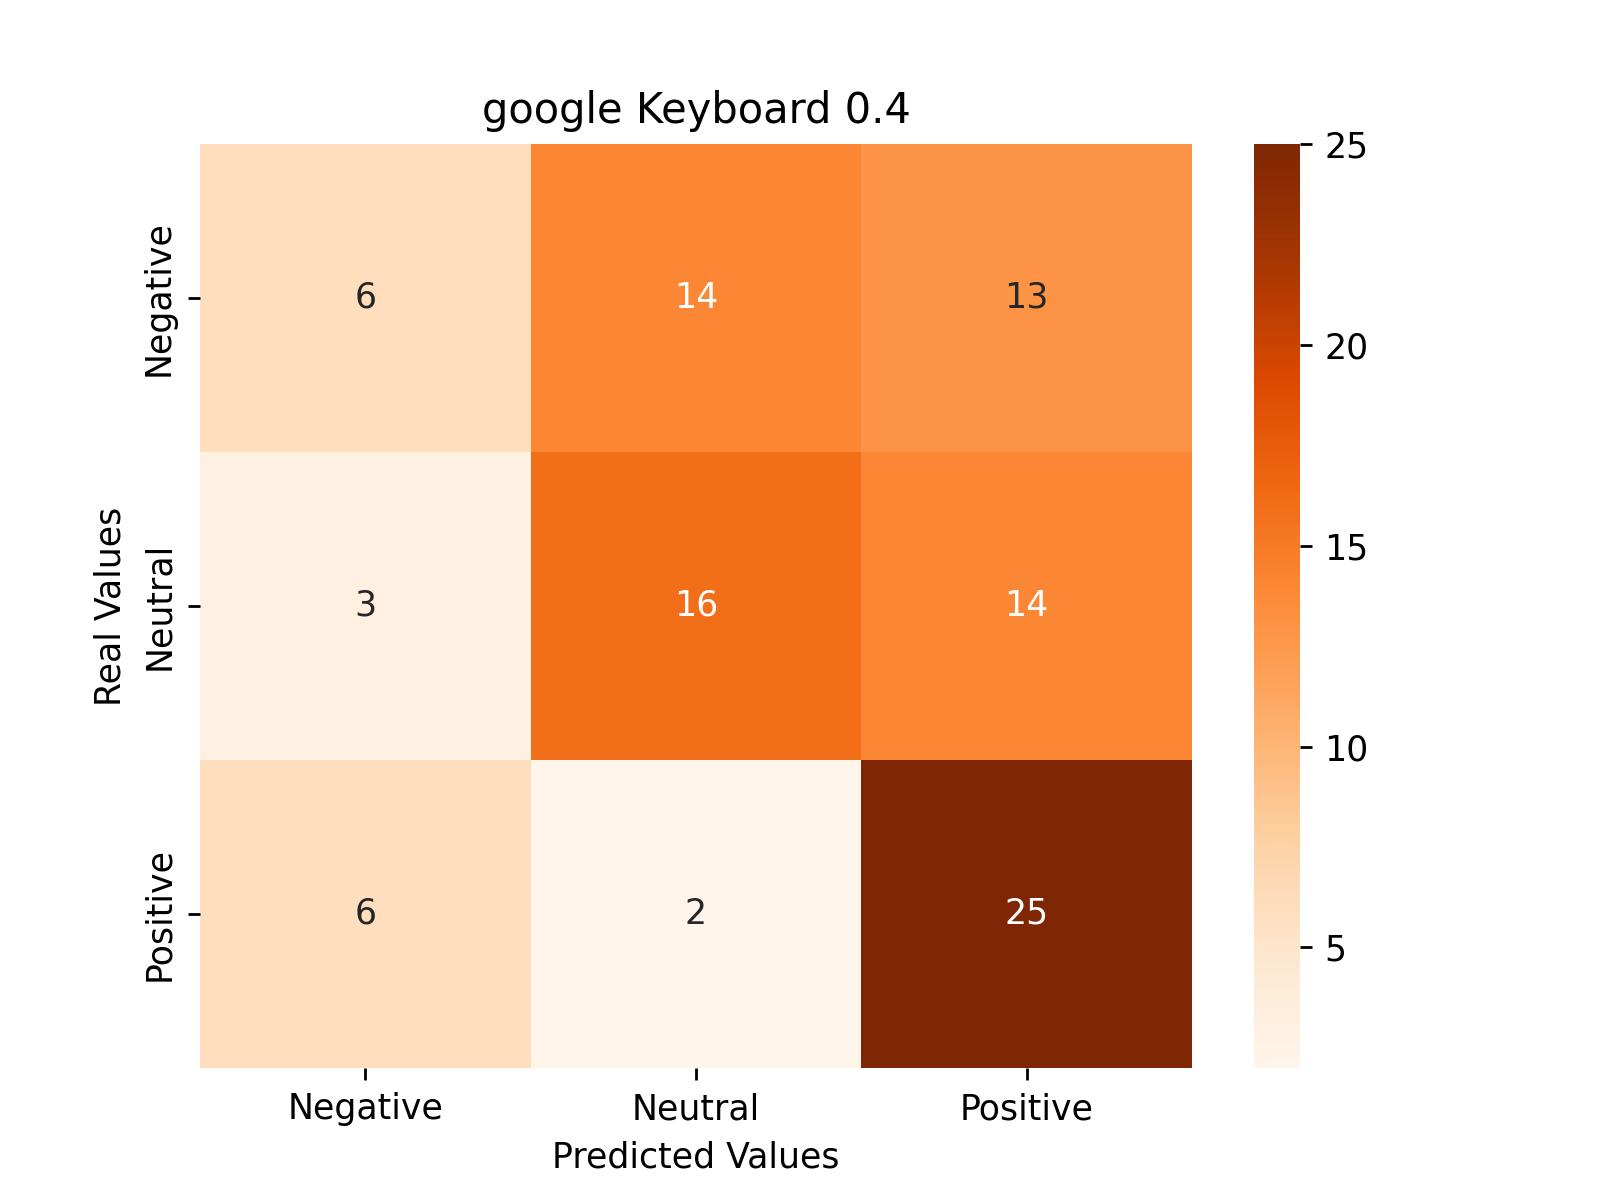 google Keyboard 0.4
Real Values
Negative
6
14
13
Neutral
3
16
14
Positive
6
2
25
Negative
Neutral
Positive
Predicted Values
25
20
15
10
5